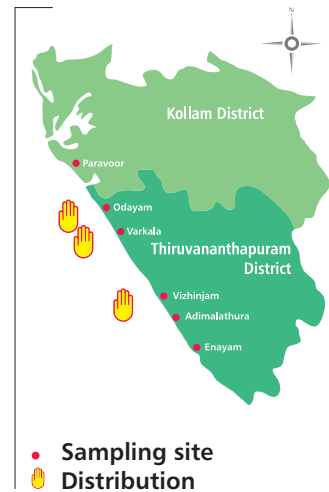 N
Kollam District
Paravoor
Odayam
Varkala
Thiruvananthapuram
District
Vizhinjam
Adimalathura
Enayam
Sampling site
Distribution